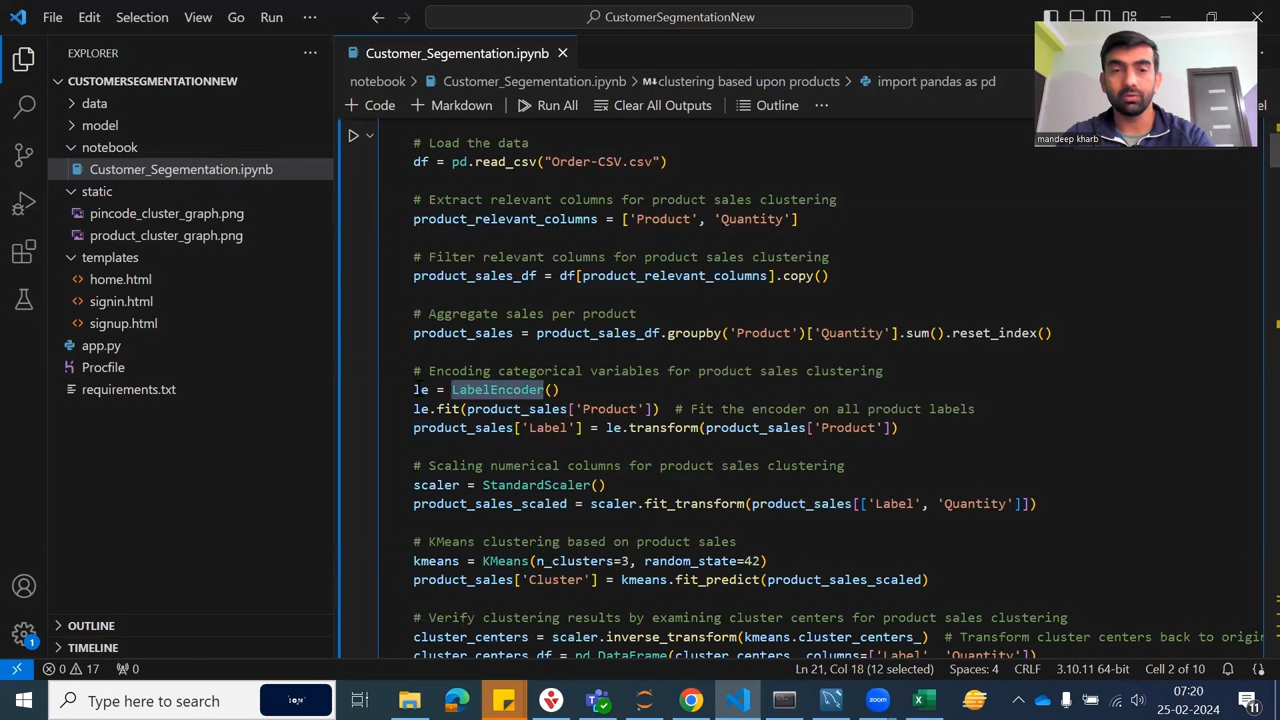 File Edit Selection View Go Run ··· CustomerSegmentationNew
EXPLORER ···
CUSTOMERSEGMENTATIONNEW
data
model
notebook
Customer_Segementation.ipynb
static
pincode_cluster_graph.png
product_cluster_graph.png
templates
home.html
signin.html
signup.html
app.py
Procfile
requirements.txt
OUTLINE
TIMELINE
Customer_Segementation.ipynb
notebook > Customer_Segementation.ipynb > clustering based upon products > import pandas as pd
+ Code + Markdown Run All Clear All Outputs Outline ···
mandeep kharb
# Load the data
df = pd.read_csv("Order-CSV.csv")
# Extract relevant columns for product sales clustering
product_relevant_columns = ['Product', 'Quantity']
# Filter relevant columns for product sales clustering
product_sales_df = df[product_relevant_columns].copy()
# Aggregate sales per product
product_sales = product_sales_df.groupby('Product')['Quantity'].sum().reset_index()
# Encoding categorical variables for product sales clustering
le = LabelEncoder()
le.fit(product_sales['Product']) # Fit the encoder on all product labels
product_sales['Label'] = le.transform(product_sales['Product'])
# Scaling numerical columns for product sales clustering
scaler = StandardScaler()
product_sales_scaled = scaler.fit_transform(product_sales[['Label', 'Quantity']])
# KMeans clustering based on product sales
kmeans = KMeans(n_clusters=3, random_state=42)
product_sales['Cluster'] = kmeans.fit_predict(product_sales_scaled)
# Verify clustering results by examining cluster centers for product sales clustering
cluster_centers = scaler.inverse_transform(kmeans.cluster_centers_) # Transform cluster centers back to origin
cluster_centers_df = pd.DataFrame(cluster_centers, columns=['Label', 'Quantity'])
0 17 0 Ln 21, Col 18 (12 selected) Spaces: 4 CRLF 3.10.11 64-bit Cell 2 of 10
1
Type here to search
07:20
25-02-2024
11